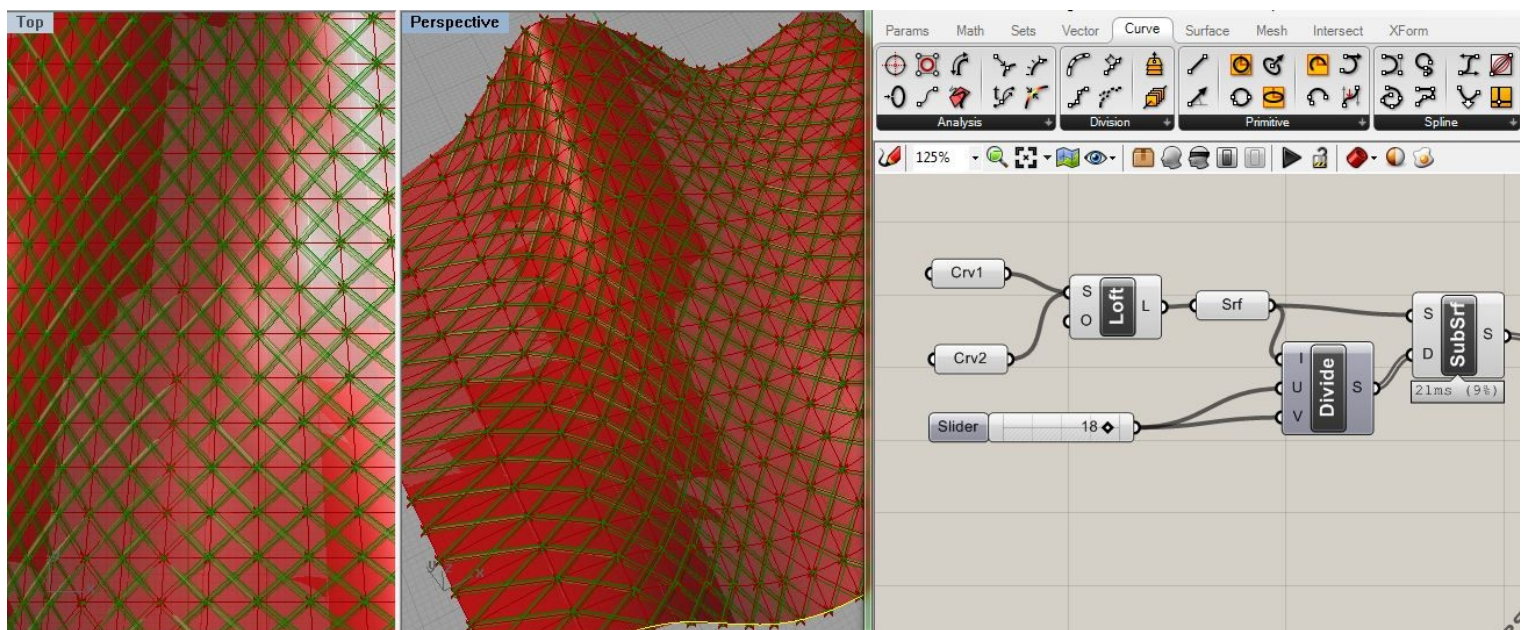 Top
Perspective
Params Math Sets Vector Curve Surface Mesh Intersect XForm
Analysis Division Primitive Spline
125%
Crv1
Crv2
S
O
Loft
L
Srf
I
U
V
Divide
S
S
D
SubSrf
S
21ms (9%)
Slider 18
z
x